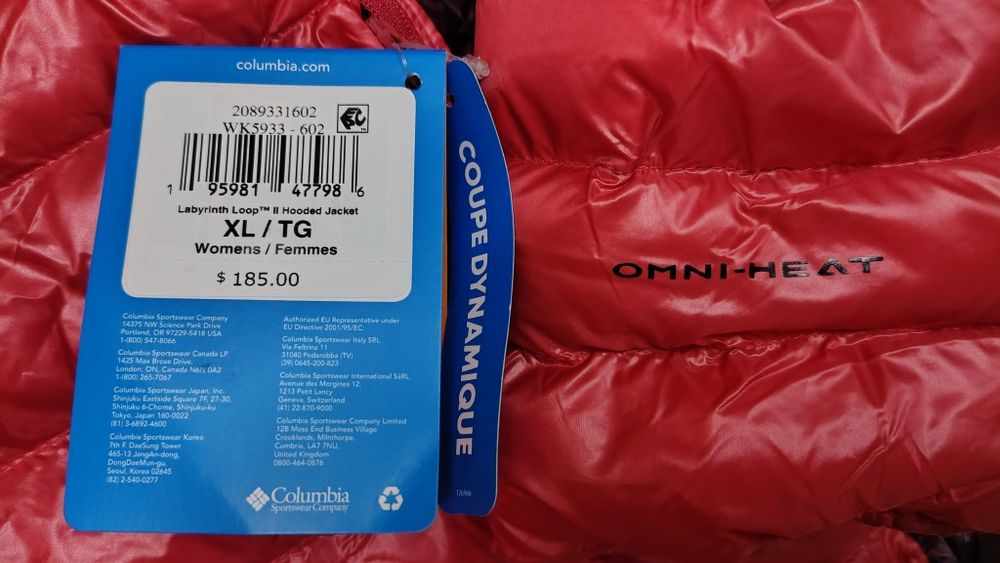 columbia.com
2089331602
WK5933 - 602
1 95981 47798 6
Labyrinth Loop™ II Hooded Jacket
XL / TG
Womens / Femmes
$ 185.00
Columbia Sportswear Company
14375 NW Science Park Drive
Portland, OR 97229-5418 USA
1-(800) 547-8066
Columbia Sportswear Canada LP
1425 Max Brose Drive,
London, ON, Canada N6N 0A2
1-(800) 265-7067
Columbia Sportswear Japan, Inc.
Shinjuku Eastside Square 7F, 27-30,
Shinjuku 6-Chome, Shinjuku-ku
Tokyo, Japan 160-0022
(81) 3-6892-4600
Columbia Sportswear Korea
7th F. DaeSung Tower
465-13 JangAn-dong,
DongDaeMun-gu,
Seoul, Korea 02645
(82) 2-540-0277
Authorized EU Representative under
EU Directive 2001/95/EC:
Columbia Sportswear Italy SRL
Via Feltrina 11
31040 Pederobba (TV)
(39) 0645-200-823
Columbia Sportswear International SàRL
Avenue des Morgines 12,
1213 Petit Lancy
Geneva, Switzerland
(41) 22-870-9000
Columbia Sportswear Company Limited
12B Moss End Business Village
Crooklands, Milnthorpe,
Cumbria, LA7 7NU,
United Kingdom
0800-464-0876
Columbia
Sportswear Company
COUPE DYNAMIQUE
126966
OMNI-HEAT